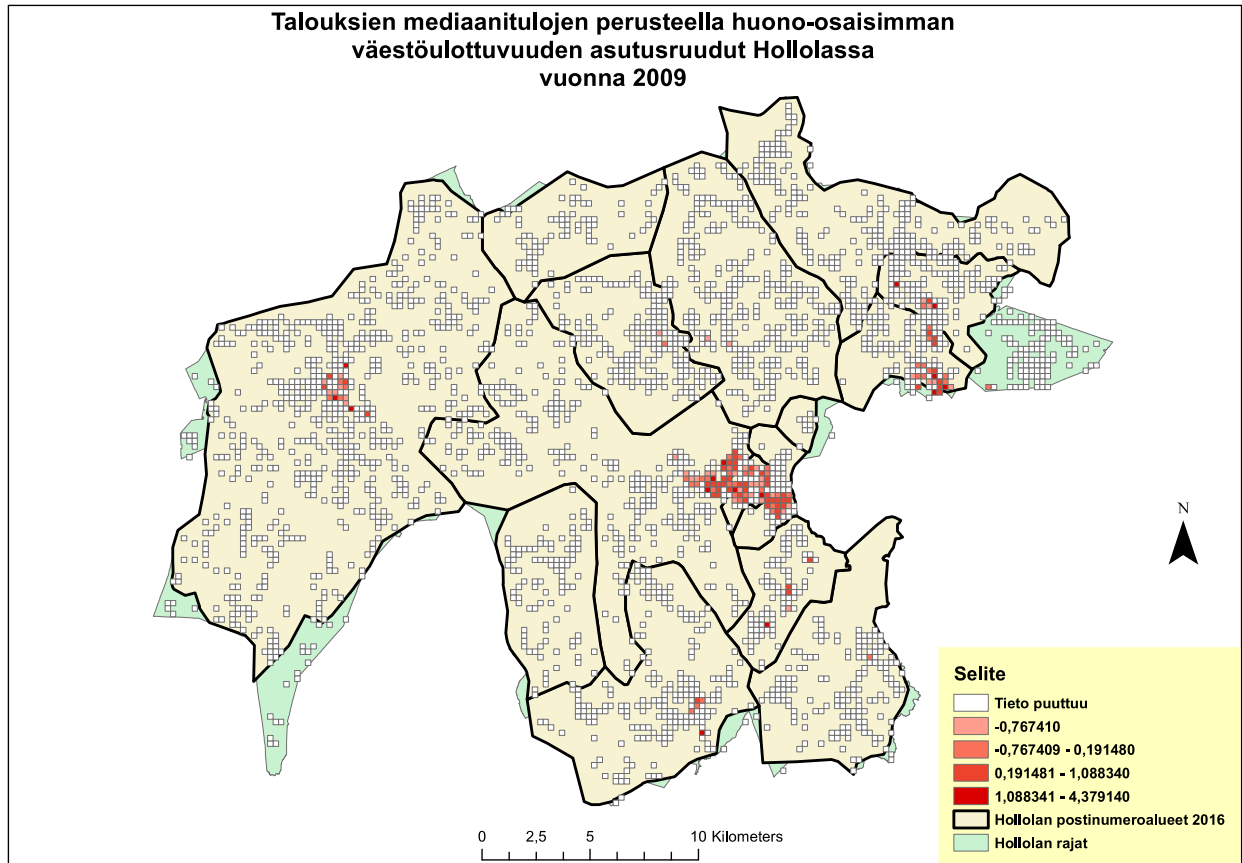 Talouksien mediaanitulojen perusteella huono-osaisimman
väestöulottuvuuden asutusruudut Hollolassa
vuonna 2009
N
Selite
Tieto puuttuu
-0,767410
-0,767409 - 0,191480
0,191481 - 1,088340
1,088341 - 4,379140
Hollolan postinumeroalueet 2016
Hollolan rajat
0 2,5 5 10 Kilometers